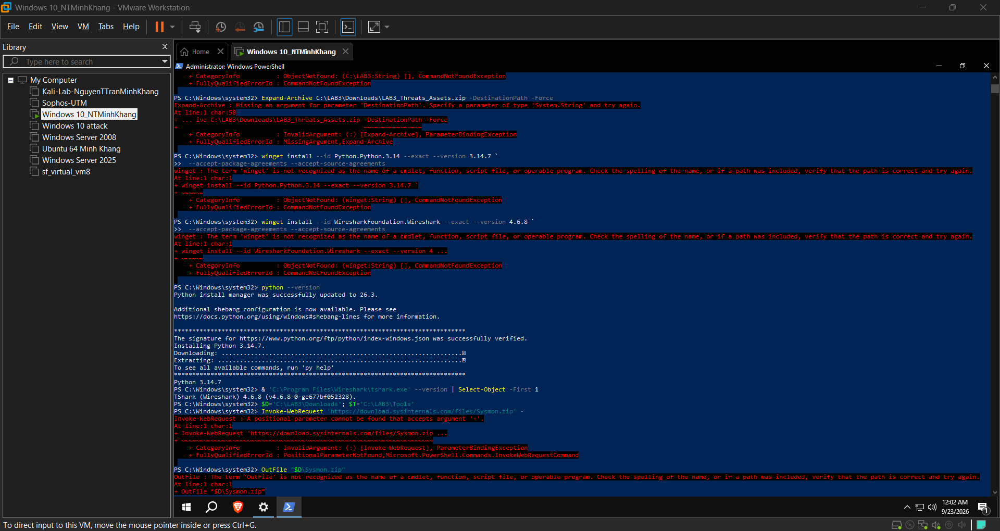 Windows 10_NTMinhKhang - VMware Workstation
File Edit View VM Tabs Help
Library
Type here to search
My Computer
Kali-Lab-NguyenTTranMinhKhang
Sophos-UTM
Windows 10_NTMinhKhang
Windows 10 attack
Windows Server 2008
Ubuntu 64 Minh Khang
Windows Server 2025
sf_virtual_vm8
Home
Windows 10_NTMinhKhang
Administrator: Windows PowerShell
+ CategoryInfo : ObjectNotFound: (C:\LAB3:String) [], CommandNotFoundException
+ FullyQualifiedErrorId : CommandNotFoundException
PS C:\Windows\system32> Expand-Archive C:\LAB3\Downloads\LAB3_Threats_Assets.zip -DestinationPath -Force
Expand-Archive : Missing an argument for parameter 'DestinationPath'. Specify a parameter of type 'System.String' and try again.
At line:1 char:58
+ ... ive C:\LAB3\Downloads\LAB3_Threats_Assets.zip -DestinationPath -Force
+ ~~~~~~~~~~~~~~~~
+ CategoryInfo : InvalidArgument: (:) [Expand-Archive], ParameterBindingException
+ FullyQualifiedErrorId : MissingArgument,Expand-Archive
PS C:\Windows\system32> winget install --id Python.Python.3.14 --exact --version 3.14.7 `
>> --accept-package-agreements --accept-source-agreements
winget : The term 'winget' is not recognized as the name of a cmdlet, function, script file, or operable program. Check the spelling of the name, or if a path was included, verify that the path is correct and try again.
At line:1 char:1
+ winget install --id Python.Python.3.14 --exact --version 3.14.7 `
+ ~~~~~~
+ CategoryInfo : ObjectNotFound: (winget:String) [], CommandNotFoundException
+ FullyQualifiedErrorId : CommandNotFoundException
PS C:\Windows\system32> winget install --id WiresharkFoundation.Wireshark --exact --version 4.6.8 `
>> --accept-package-agreements --accept-source-agreements
winget : The term 'winget' is not recognized as the name of a cmdlet, function, script file, or operable program. Check the spelling of the name, or if a path was included, verify that the path is correct and try again.
At line:1 char:1
+ winget install --id WiresharkFoundation.Wireshark --exact --version 4 ...
+ ~~~~~~
+ CategoryInfo : ObjectNotFound: (winget:String) [], CommandNotFoundException
+ FullyQualifiedErrorId : CommandNotFoundException
PS C:\Windows\system32> python --version
Python install manager was successfully updated to 26.3.
Additional shebang configuration is now available. Please see
https://docs.python.org/using/windows#shebang-lines for more information.
********************************************************************************
The signature for https://www.python.org/ftp/python/index-windows.json was successfully verified.
Installing Python 3.14.7.
Downloading: ..................................................................
Extracting: ...................................................................
To see all available commands, run 'py help'
********************************************************************************
Python 3.14.7
PS C:\Windows\system32> & 'C:\Program Files\Wireshark\tshark.exe' --version | Select-Object -First 1
TShark (Wireshark) 4.6.8 (v4.6.8-0-ge677bf052328).
PS C:\Windows\system32> $D='C:\LAB3\Downloads'; $T='C:\LAB3\Tools'
PS C:\Windows\system32> Invoke-WebRequest 'https://download.sysinternals.com/files/Sysmon.zip' -
Invoke-WebRequest : A positional parameter cannot be found that accepts argument '-'.
At line:1 char:1
+ Invoke-WebRequest 'https://download.sysinternals.com/files/Sysmon.zip ...
+ ~~~~~~~~~~~~~~~~~~~~~~~~~~~~~~~~~~~~~~~~~~~~~~~~~~~~~~~~~~~~~~~~~~~~~
+ CategoryInfo : InvalidArgument: (:) [Invoke-WebRequest], ParameterBindingException
+ FullyQualifiedErrorId : PositionalParameterNotFound,Microsoft.PowerShell.Commands.InvokeWebRequestCommand
PS C:\Windows\system32> OutFile "$D\Sysmon.zip"
OutFile : The term 'OutFile' is not recognized as the name of a cmdlet, function, script file, or operable program. Check the spelling of the name, or if a path was included, verify that the path is correct and try again.
At line:1 char:1
+ OutFile "$D\Sysmon.zip"
12:02 AM
9/23/2026
1
To direct input to this VM, move the mouse pointer inside or press Ctrl+G.